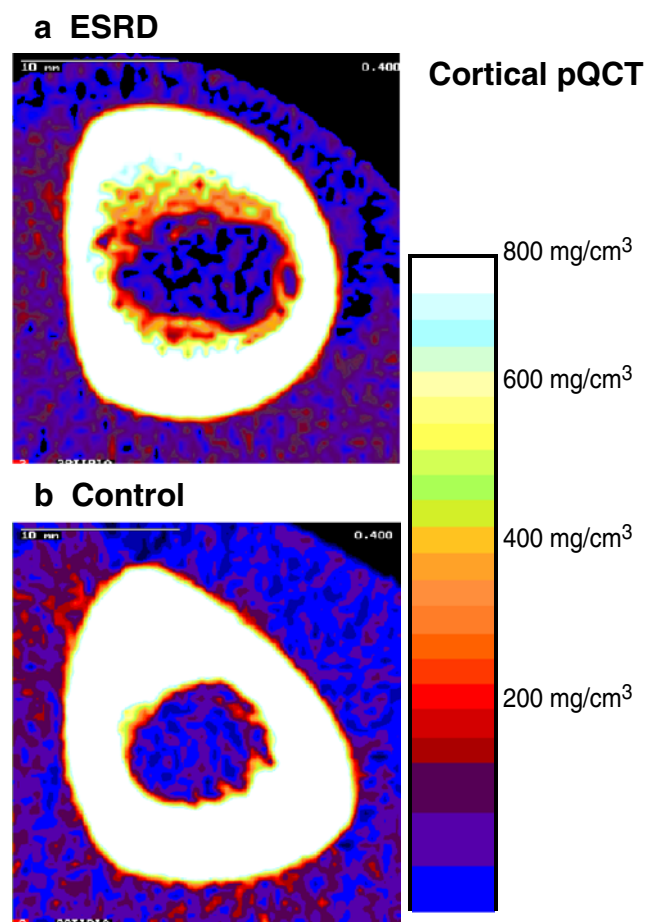 a ESRD
10 mm
0.400
Cortical pQCT
800 mg/cm³
600 mg/cm³
400 mg/cm³
200 mg/cm³
b Control
10 mm
0.400